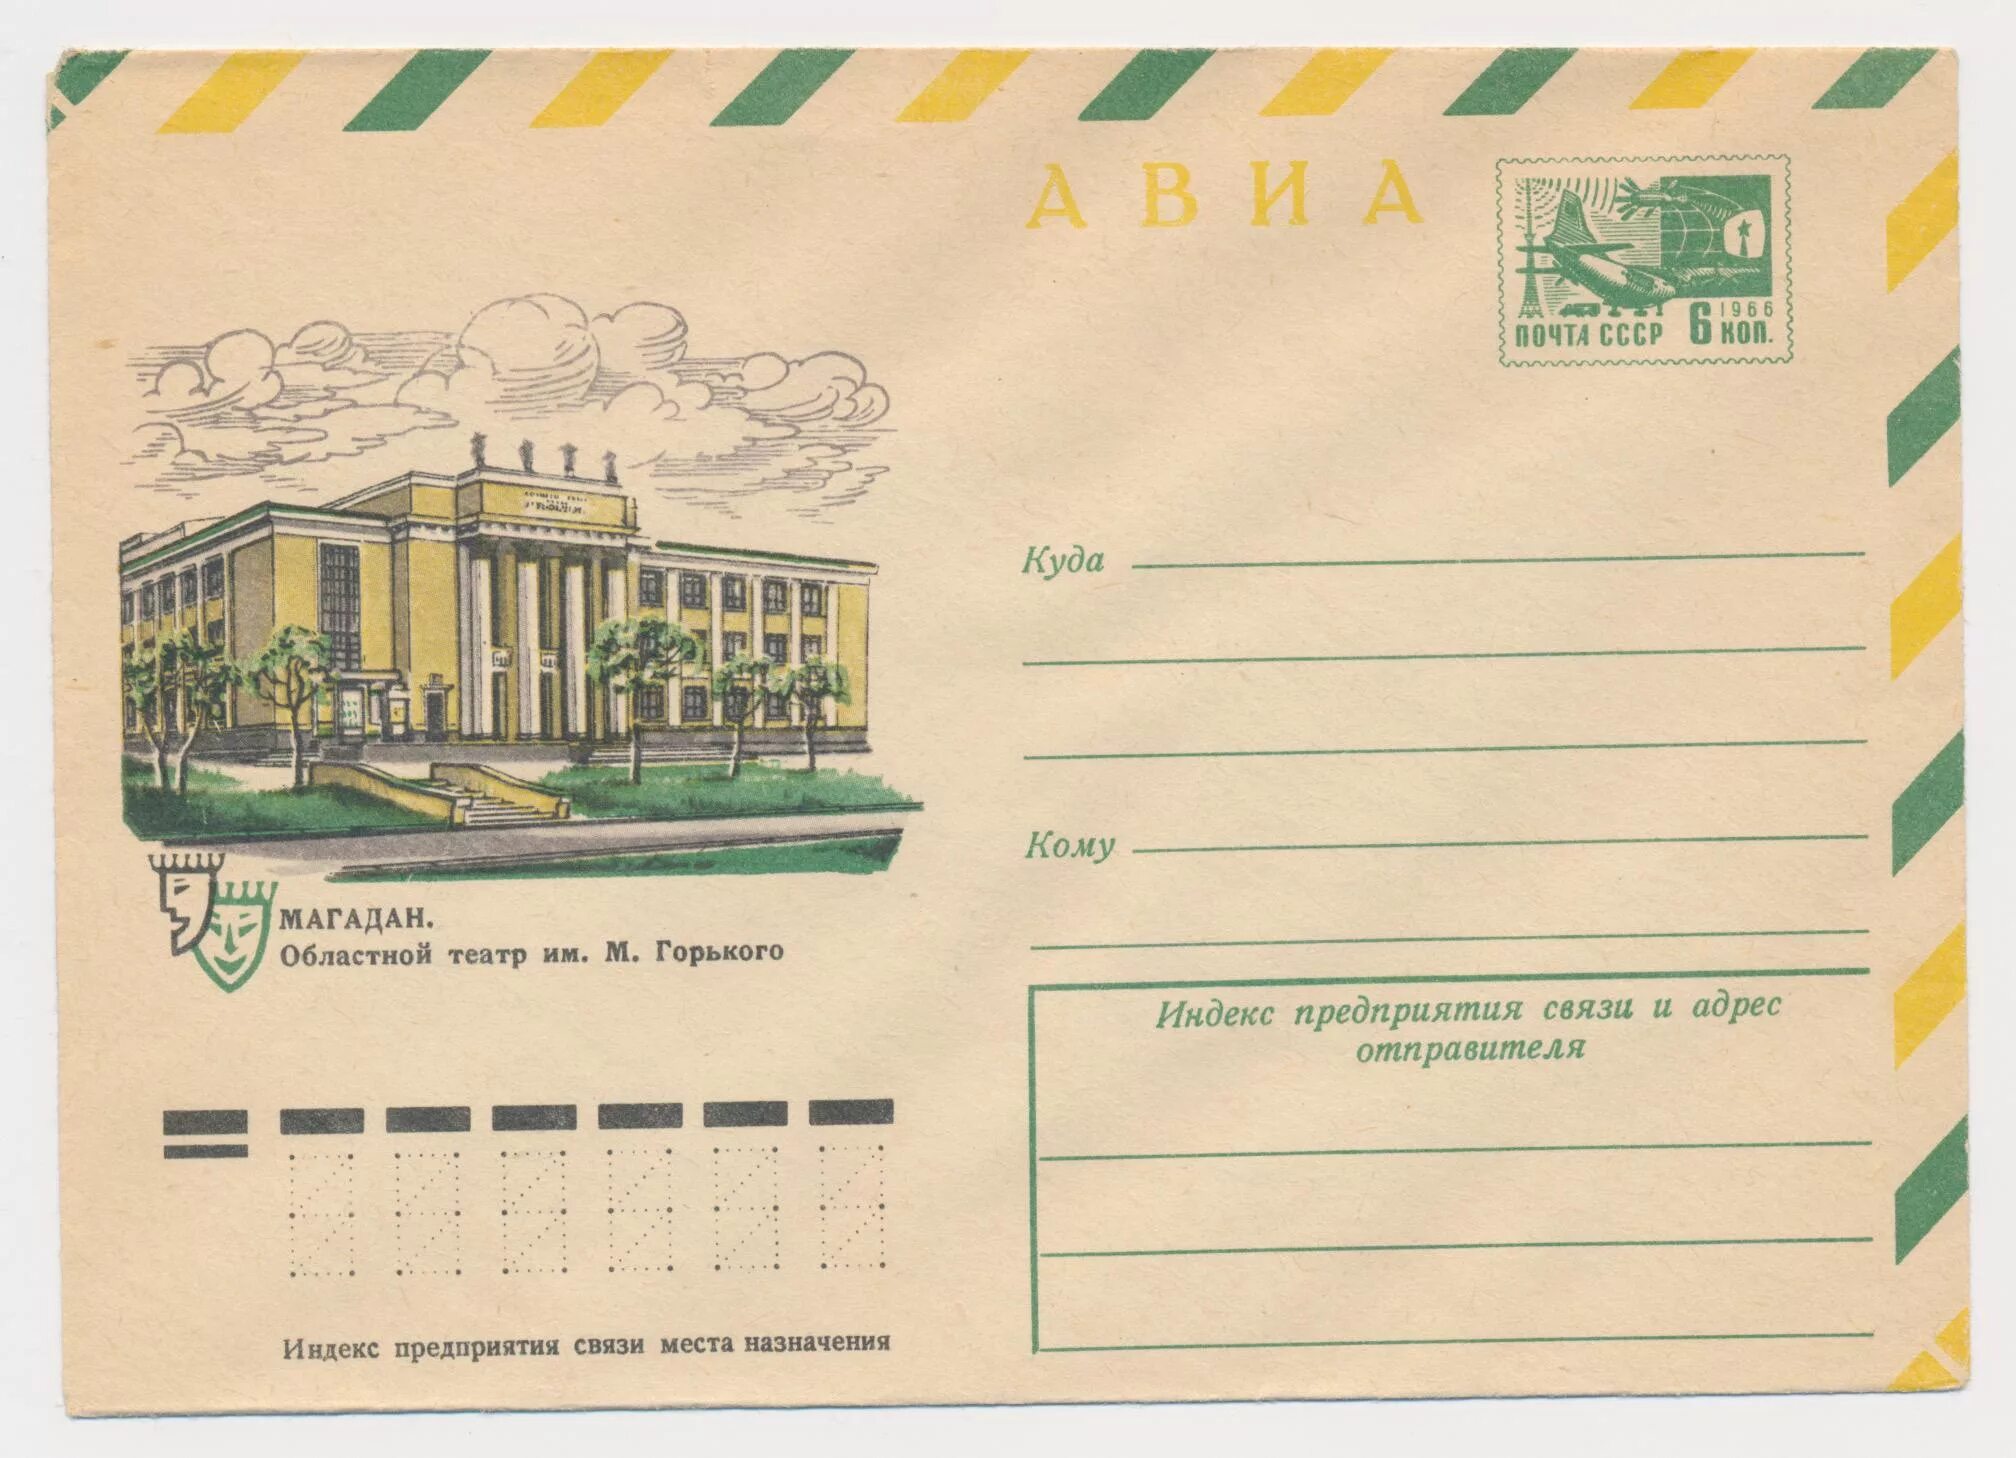 АВИА
1966
ПОЧТА СССР 6 КОП.
Куда
Кому
МАГАДАН.
Областной театр им. М. Горького
Индекс предприятия связи и адрес
отправителя
Индекс предприятия связи места назначения